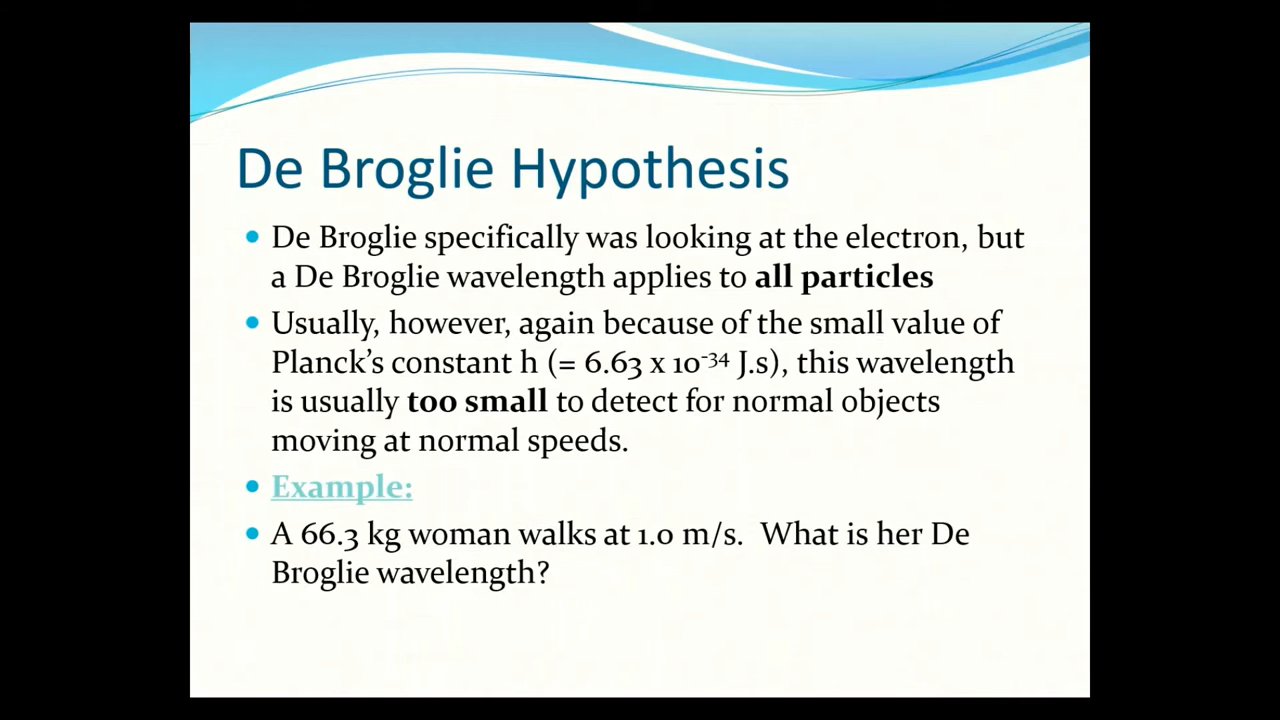 De Broglie Hypothesis
• De Broglie specifically was looking at the electron, but
a De Broglie wavelength applies to all particles
• Usually, however, again because of the small value of
Planck’s constant h (= 6.63 x 10⁻³⁴ J.s), this wavelength
is usually too small to detect for normal objects
moving at normal speeds.
• Example:
• A 66.3 kg woman walks at 1.0 m/s.  What is her De
Broglie wavelength?